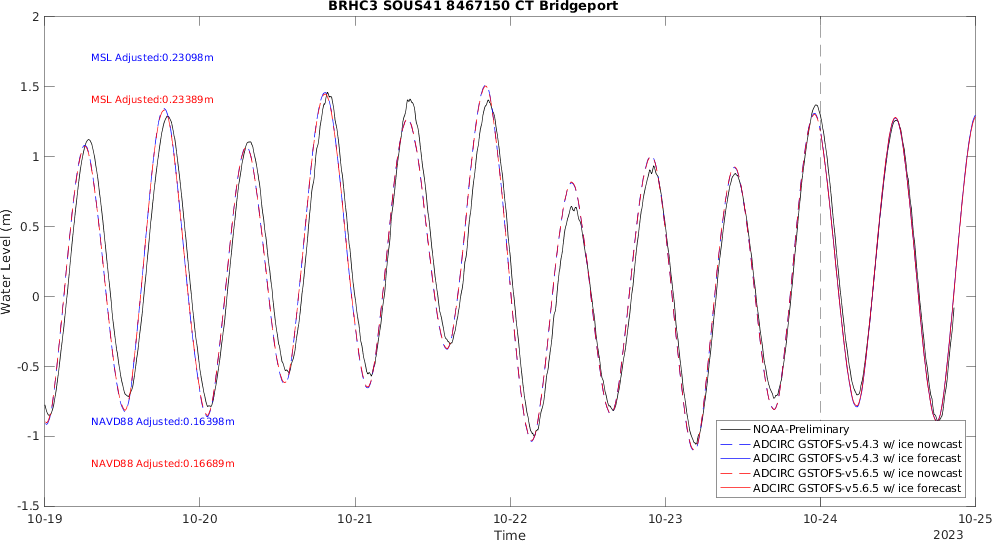 BRHC3 SOUS41 8467150 CT Bridgeport
2
1.5
1
0.5
0
-0.5
-1
-1.5
Water Level (m)
MSL Adjusted:0.23098m
MSL Adjusted:0.23389m
NAVD88 Adjusted:0.16398m
NAVD88 Adjusted:0.16689m
NOAA-Preliminary
ADCIRC GSTOFS-v5.4.3 w/ ice nowcast
ADCIRC GSTOFS-v5.4.3 w/ ice forecast
ADCIRC GSTOFS-v5.6.5 w/ ice nowcast
ADCIRC GSTOFS-v5.6.5 w/ ice forecast
10-19 10-20 10-21 10-22 10-23 10-24 10-25
Time
2023